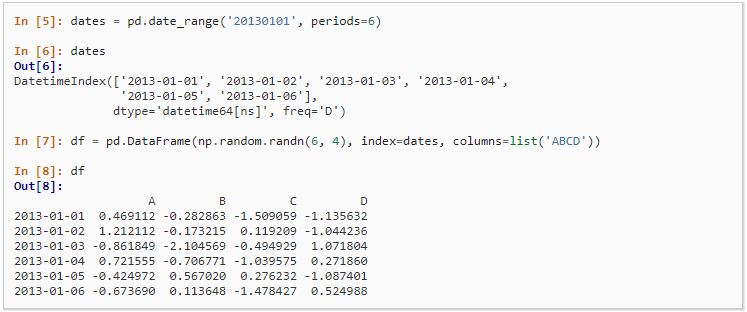 In [5]: dates = pd.date_range('20130101', periods=6)
In [6]: dates
Out[6]:
DatetimeIndex(['2013-01-01', '2013-01-02', '2013-01-03', '2013-01-04',
'2013-01-05', '2013-01-06'],
dtype='datetime64[ns]', freq='D')
In [7]: df = pd.DataFrame(np.random.randn(6, 4), index=dates, columns=list('ABCD'))
In [8]: df
Out[8]:
A B C D
2013-01-01 0.469112 -0.282863 -1.509059 -1.135632
2013-01-02 1.212112 -0.173215 0.119209 -1.044236
2013-01-03 -0.861849 -2.104569 -0.494929 1.071804
2013-01-04 0.721555 -0.706771 -1.039575 0.271860
2013-01-05 -0.424972 0.567020 0.276232 -1.087401
2013-01-06 -0.673690 0.113648 -1.478427 0.524988